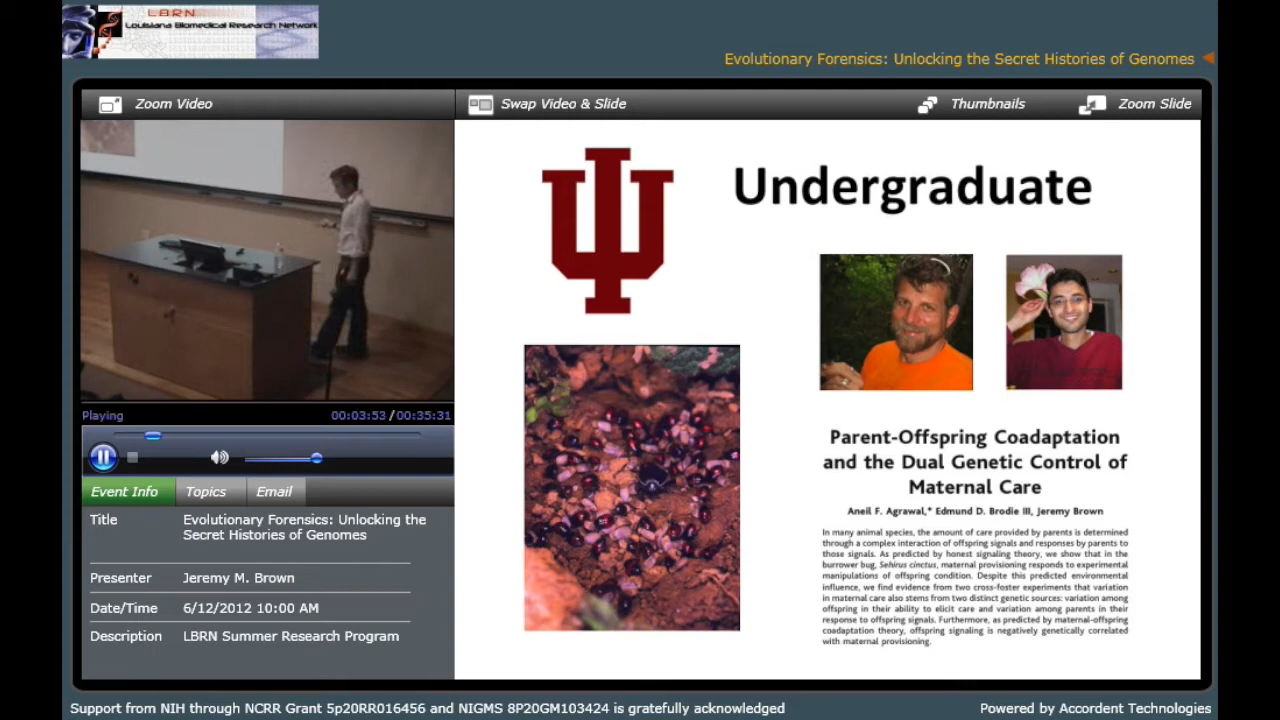 LBRN
Louisiana Biomedical Research Network
Evolutionary Forensics: Unlocking the Secret Histories of Genomes
Zoom Video
Swap Video & Slide
Thumbnails
Zoom Slide
Undergraduate
Parent-Offspring Coadaptation
and the Dual Genetic Control of
Maternal Care
Aneil F. Agrawal,* Edmund D. Brodie III, Jeremy Brown
In many animal species, the amount of care provided by parents is determined
through a complex interaction of offspring signals and responses by parents to
those signals. As predicted by honest signaling theory, we show that in the
burrower bug, Sehirus cinctus, maternal provisioning responds to experimental
manipulations of offspring condition. Despite this predicted environmental
influence, we find evidence from two cross-foster experiments that variation
in maternal care also stems from two distinct genetic sources: variation among
offspring in their ability to elicit care and variation among parents in their
response to offspring signals. Furthermore, as predicted by maternal-offspring
coadaptation theory, offspring signaling is negatively genetically correlated
with maternal provisioning.
Playing
00:03:53 / 00:35:31
Event Info
Topics
Email
Title
Evolutionary Forensics: Unlocking the
Secret Histories of Genomes
Presenter
Jeremy M. Brown
Date/Time
6/12/2012 10:00 AM
Description
LBRN Summer Research Program
Support from NIH through NCRR Grant 5p20RR016456 and NIGMS 8P20GM103424 is gratefully acknowledged
Powered by Accordent Technologies